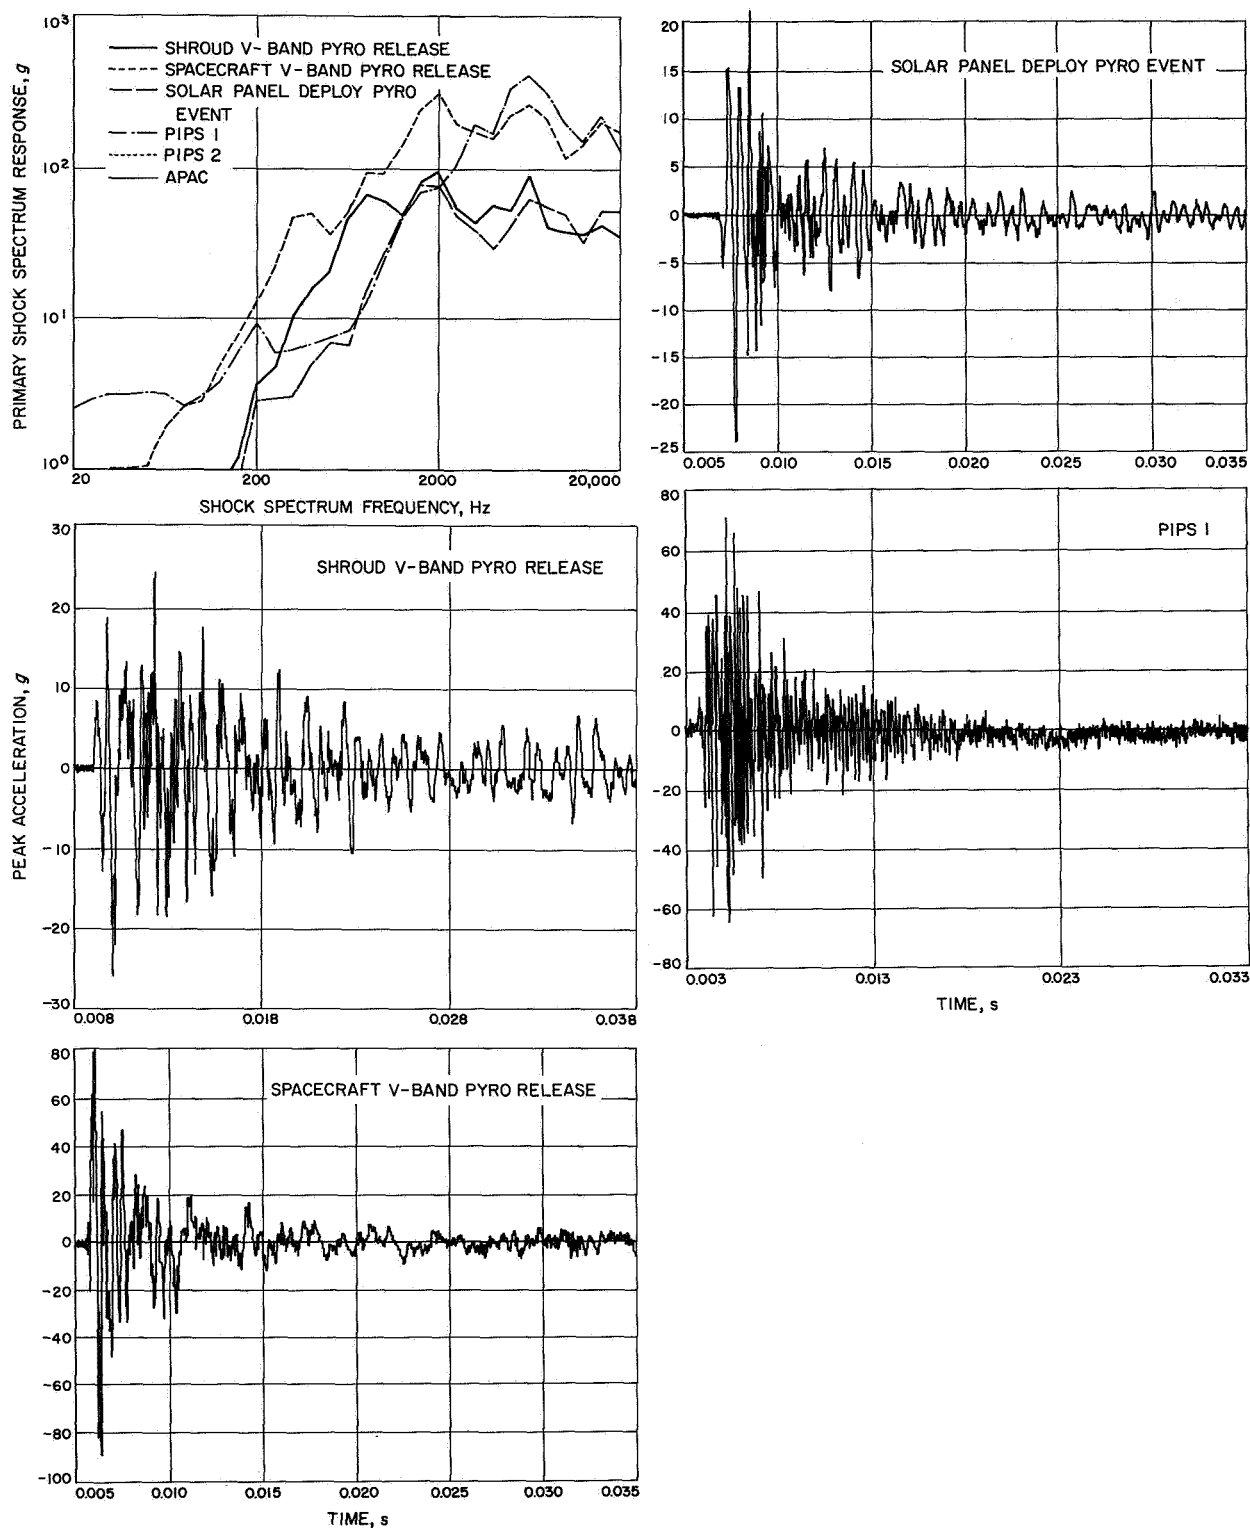 10³
10²
10¹
10⁰
PRIMARY SHOCK SPECTRUM RESPONSE, g
SHROUD V-BAND PYRO RELEASE
SPACECRAFT V-BAND PYRO RELEASE
SOLAR PANEL DEPLOY PYRO
EVENT
PIPS 1
PIPS 2
APAC
20 200 2000 20,000
SHOCK SPECTRUM FREQUENCY, Hz
20
15
10
5
0
-5
-10
-15
-20
-25
SOLAR PANEL DEPLOY PYRO EVENT
0.005 0.010 0.015 0.020 0.025 0.030 0.035
30
20
10
0
-10
-20
-30
PEAK ACCELERATION, g
SHROUD V-BAND PYRO RELEASE
0.008 0.018 0.028 0.038
80
60
40
20
0
-20
-40
-60
-80
PIPS 1
0.003 0.013 0.023 0.033
TIME, s
80
60
40
20
0
-20
-40
-60
-80
-100
SPACECRAFT V-BAND PYRO RELEASE
0.005 0.010 0.015 0.020 0.025 0.030 0.035
TIME, s